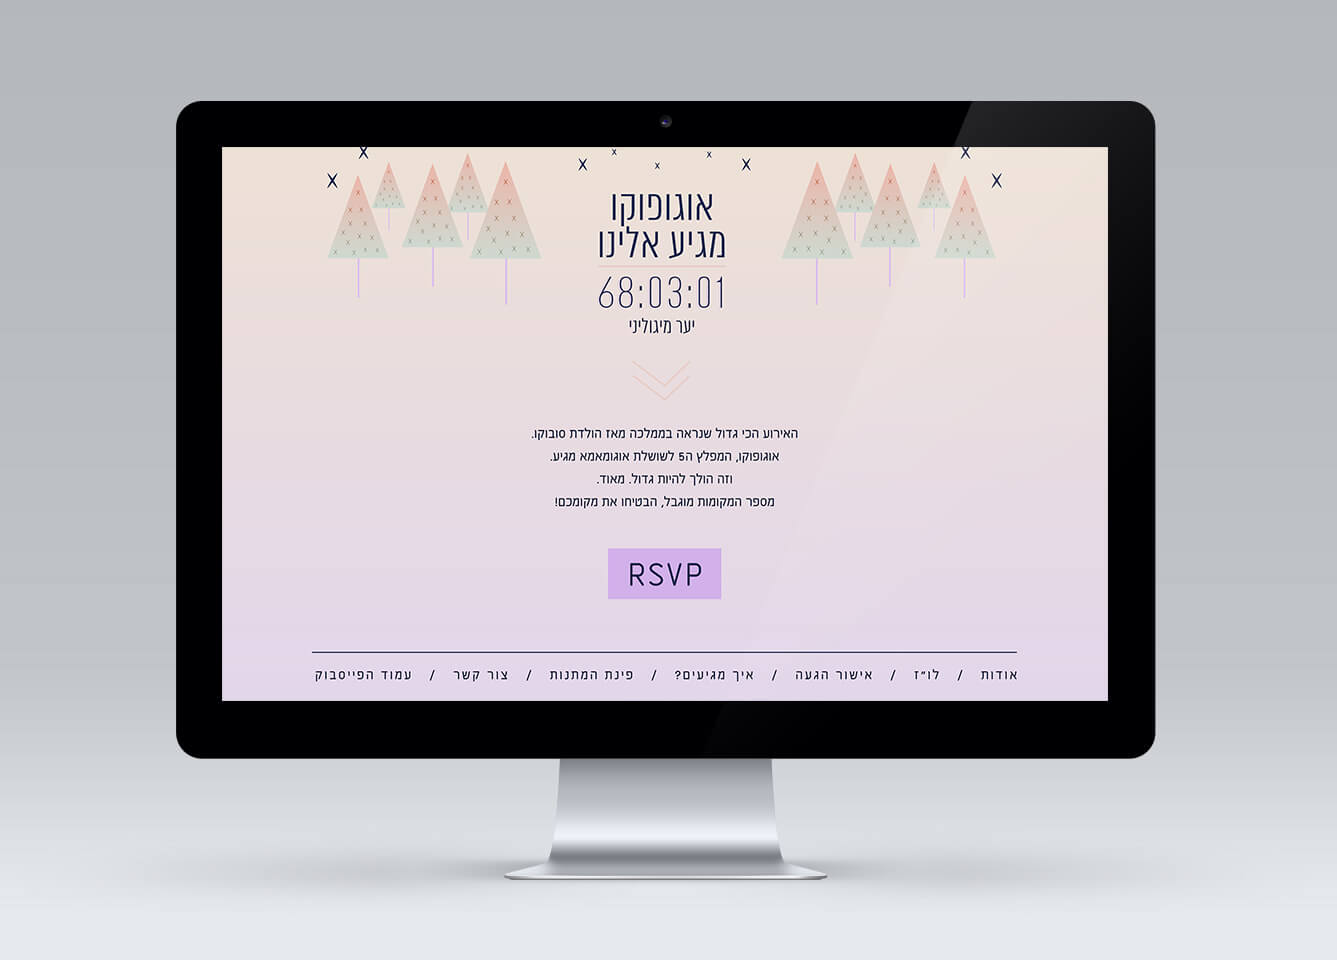 אוגופוקו
מגיע אלינו
68:03:01
יער מיגוליני
האירוע הכי גדול שנראה בממלכה מאז הולדת סובוקו.
אוגופוקו, המפלץ ה5 לשושלת אוגומאמא מגיע.
וזה הולך להיות גדול. מאוד.
מספר המקומות מוגבל, הבטיחו את מקומכם!
RSVP
אודות / לו"ז / אישור הגעה / איך מגיעים? / פינת המתנות / צור קשר / עמוד הפייסבוק